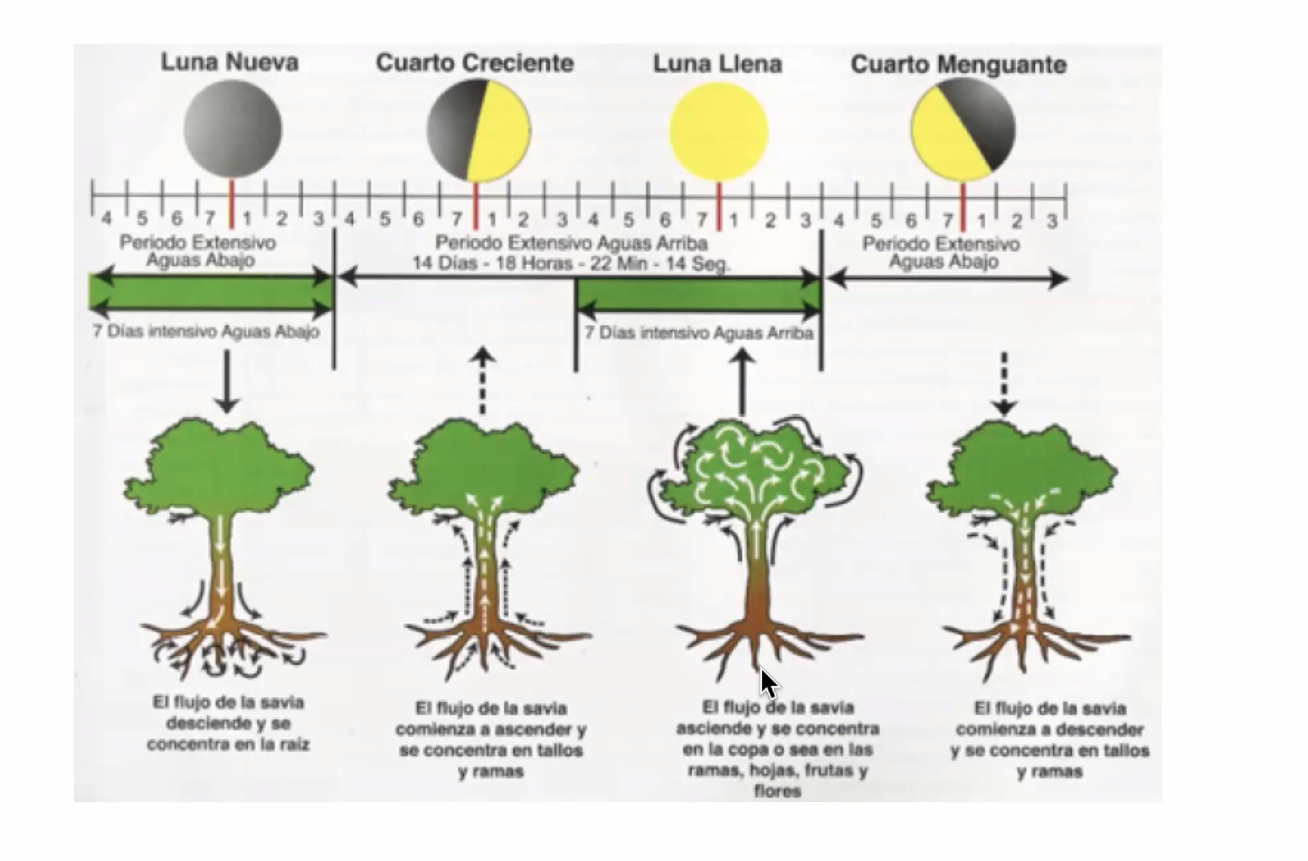 Luna Nueva
Cuarto Creciente
Luna Llena
Cuarto Menguante
4 5 6 7 1 2 3 4 5 6 7 1 2 3 4 5 6 7 1 2 3 4 5 6 7 1 2 3
Periodo Extensivo
Aguas Abajo
Periodo Extensivo Aguas Arriba
14 Días - 18 Horas - 22 Min - 14 Seg.
Periodo Extensivo
Aguas Abajo
7 Días intensivo Aguas Abajo
7 Días intensivo Aguas Arriba
El flujo de la savia
desciende y se
concentra en la raíz
El flujo de la savia
comienza a ascender y
se concentra en tallos
y ramas
El flujo de la savia
asciende y se concentra
en la copa o sea en las
ramas, hojas, frutas y
flores
El flujo de la savia
comienza a descender
y se concentra en tallos
y ramas